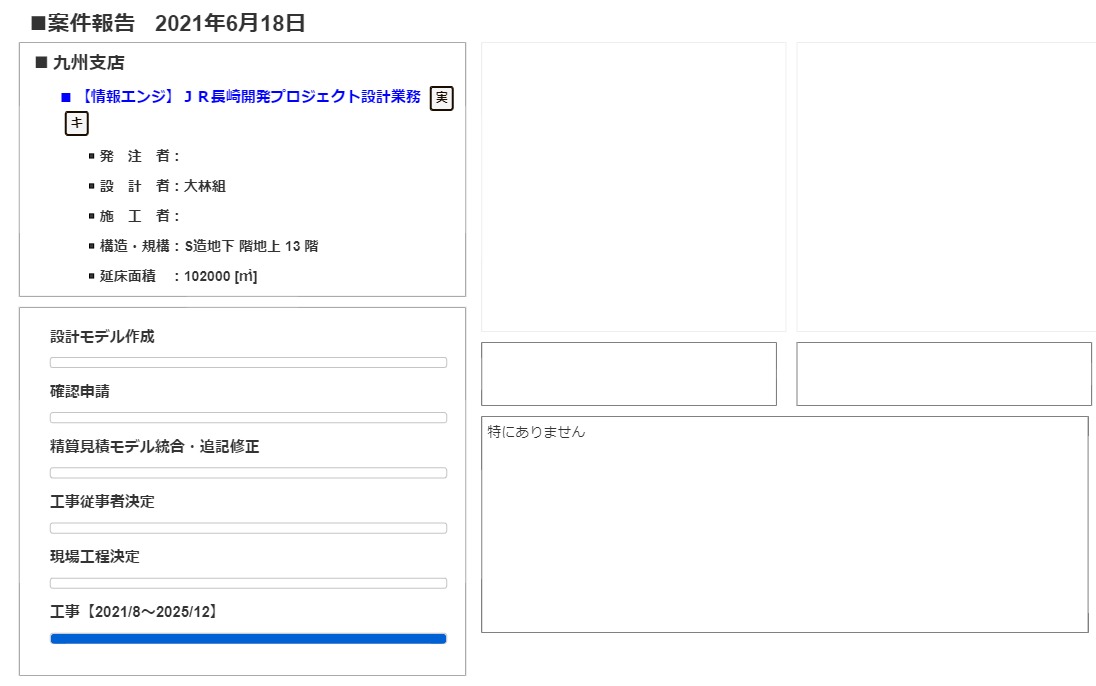 ■案件報告 2021年6月18日
■ 九州支店
■ 【情報エンジ】ＪＲ長崎開発プロジェクト設計業務 実
キ
▪ 発　注　者：
▪ 設　計　者：大林組
▪ 施　工　者：
▪ 構造・規構：S造地下 階地上 13 階
▪ 延床面積　：102000 [㎡]
設計モデル作成
確認申請
精算見積モデル統合・追記修正
工事従事者決定
現場工程決定
工事【2021/8～2025/12】
特にありません